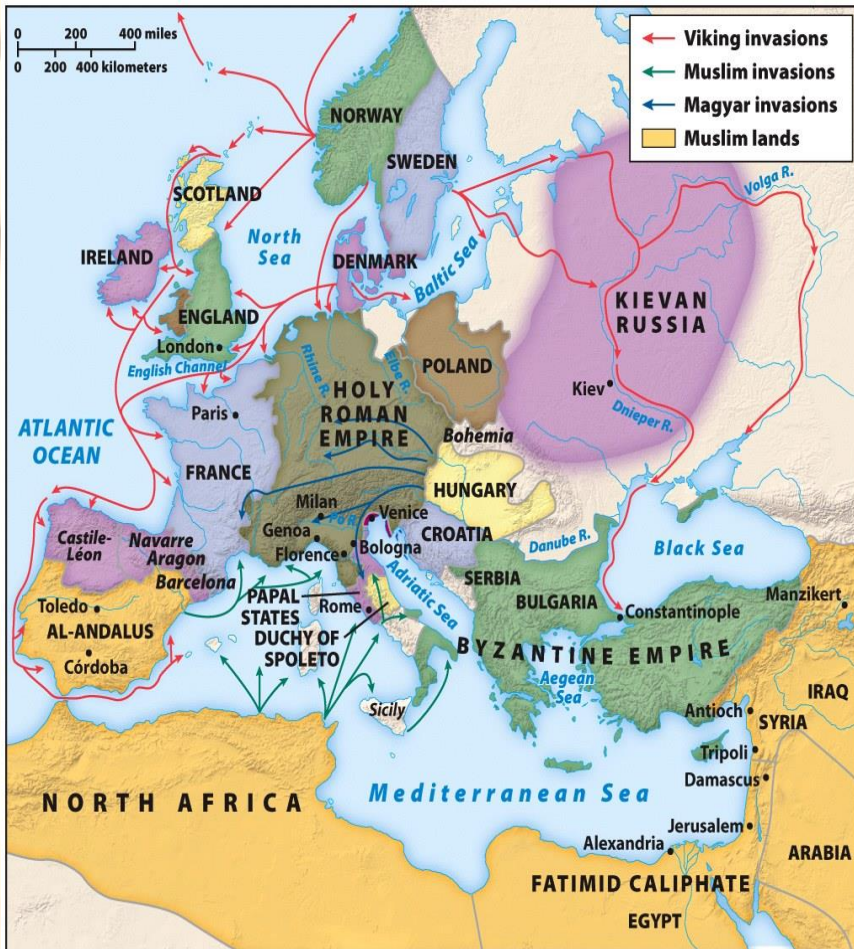 0 200 400 miles
0 200 400 kilometers
Viking invasions
Muslim invasions
Magyar invasions
Muslim lands
NORWAY
SWEDEN
Volga R.
SCOTLAND
North
Sea
IRELAND
DENMARK
Baltic Sea
KIEVAN
RUSSIA
ENGLAND
London
English Channel
Rhine R.
Elbe R.
POLAND
HOLY
ROMAN
EMPIRE
Kiev
Dnieper R.
Paris
ATLANTIC
OCEAN
Bohemia
FRANCE
HUNGARY
Milan
Venice
Po R.
Genoa
CROATIA
Florence
Bologna
Danube R.
Black Sea
Castile-
León
Navarre
Aragon
Barcelona
Adriatic Sea
SERBIA
PAPAL
STATES
Rome
DUCHY OF
SPOLETO
BULGARIA
Constantinople
Manzikert
Toledo
AL-ANDALUS
Córdoba
BYZANTINE EMPIRE
Aegean
Sea
IRAQ
Sicily
Antioch
SYRIA
Tripoli
Damascus
NORTH AFRICA
Mediterranean Sea
Jerusalem
Alexandria
ARABIA
FATIMID CALIPHATE
EGYPT